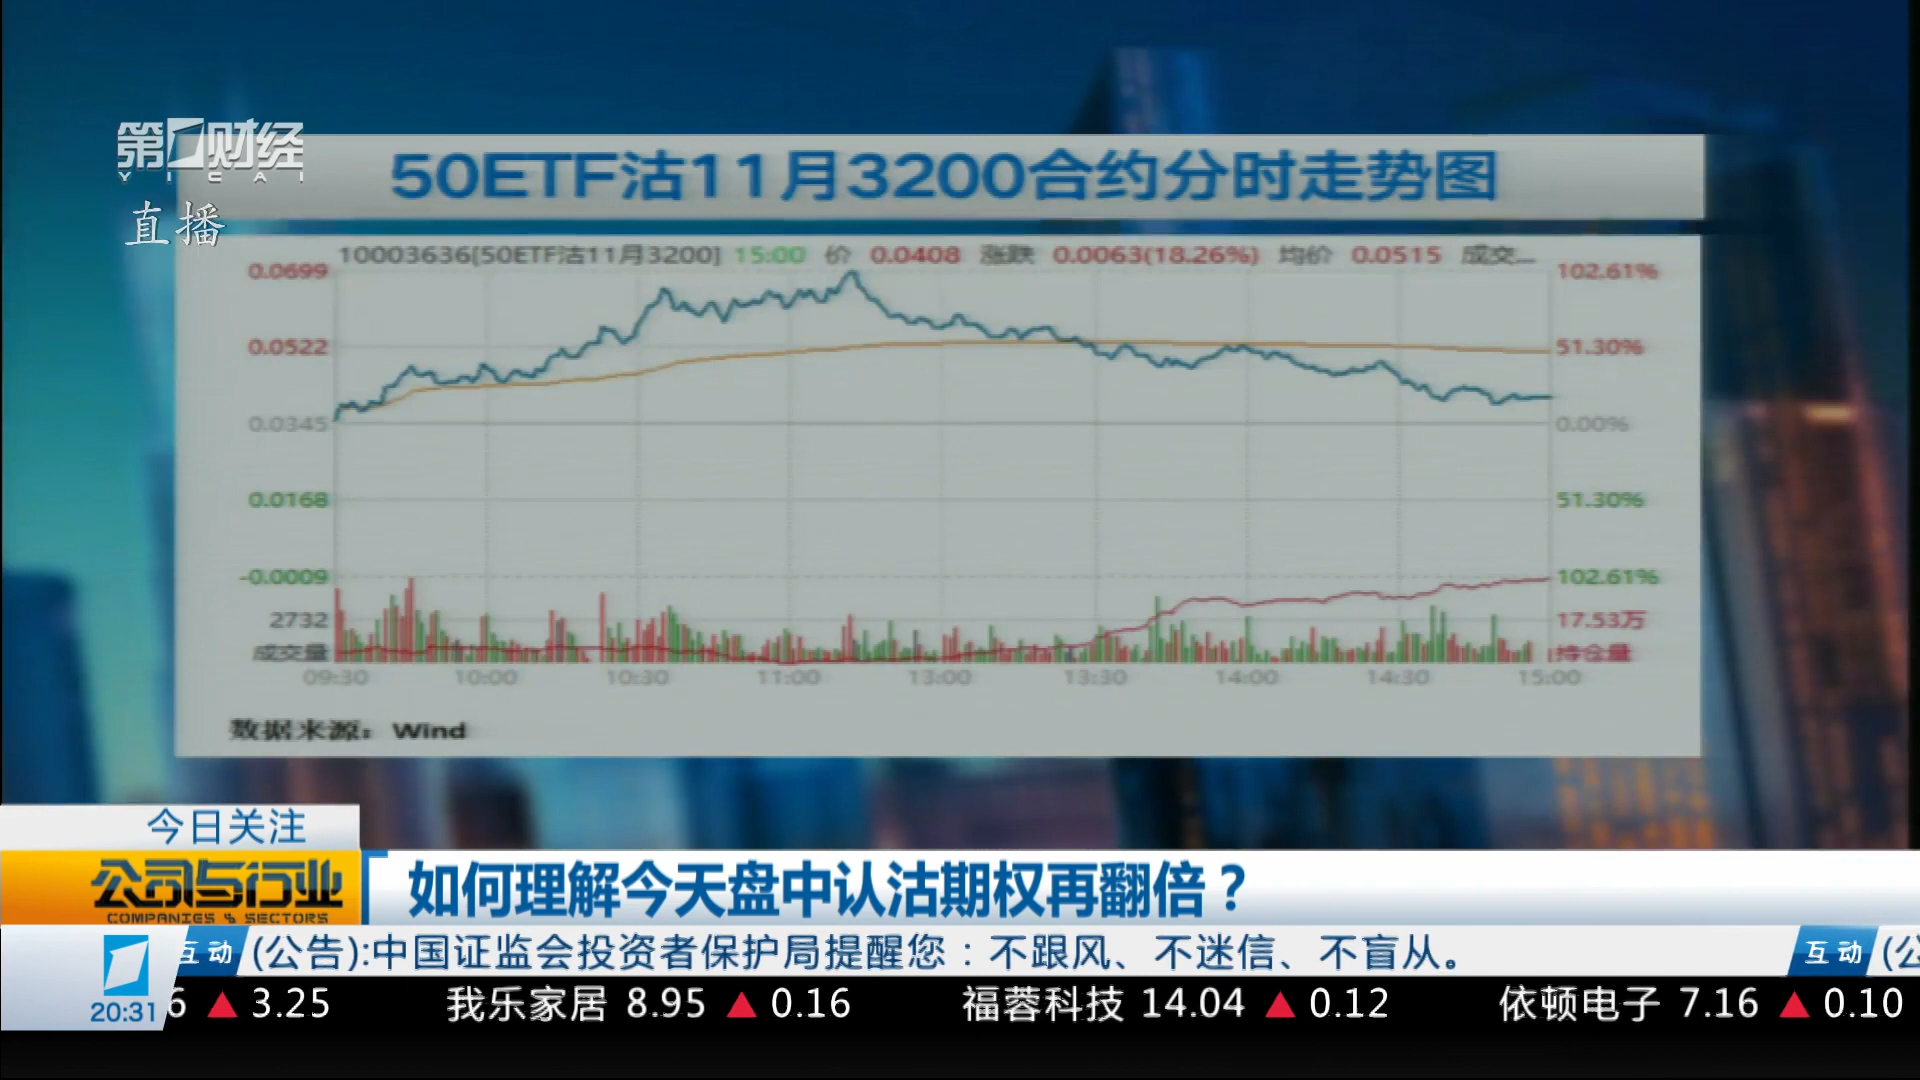 第一财经
YICAI
直播
50ETF沽11月3200合约分时走势图
10003636[50ETF沽11月3200] 15:00 价 0.0408 涨跌 0.0063(18.26%) 均价 0.0515 成交...
0.0699 102.61%
0.0522 51.30%
0.0345 0.00%
0.0168 51.30%
-0.0009 102.61%
2732 17.53万
成交量 持仓量
09:30 10:00 10:30 11:00 13:00 13:30 14:00 14:30 15:00
数据来源：Wind
今日关注
公司与行业
COMPANIES & SECTORS
如何理解今天盘中认沽期权再翻倍？
互动 (公告):中国证监会投资者保护局提醒您：不跟风、不迷信、不盲从。 互动 (公
20:31
6 ▲ 3.25 我乐家居 8.95 ▲ 0.16 福蓉科技 14.04 ▲ 0.12 依顿电子 7.16 ▲ 0.10